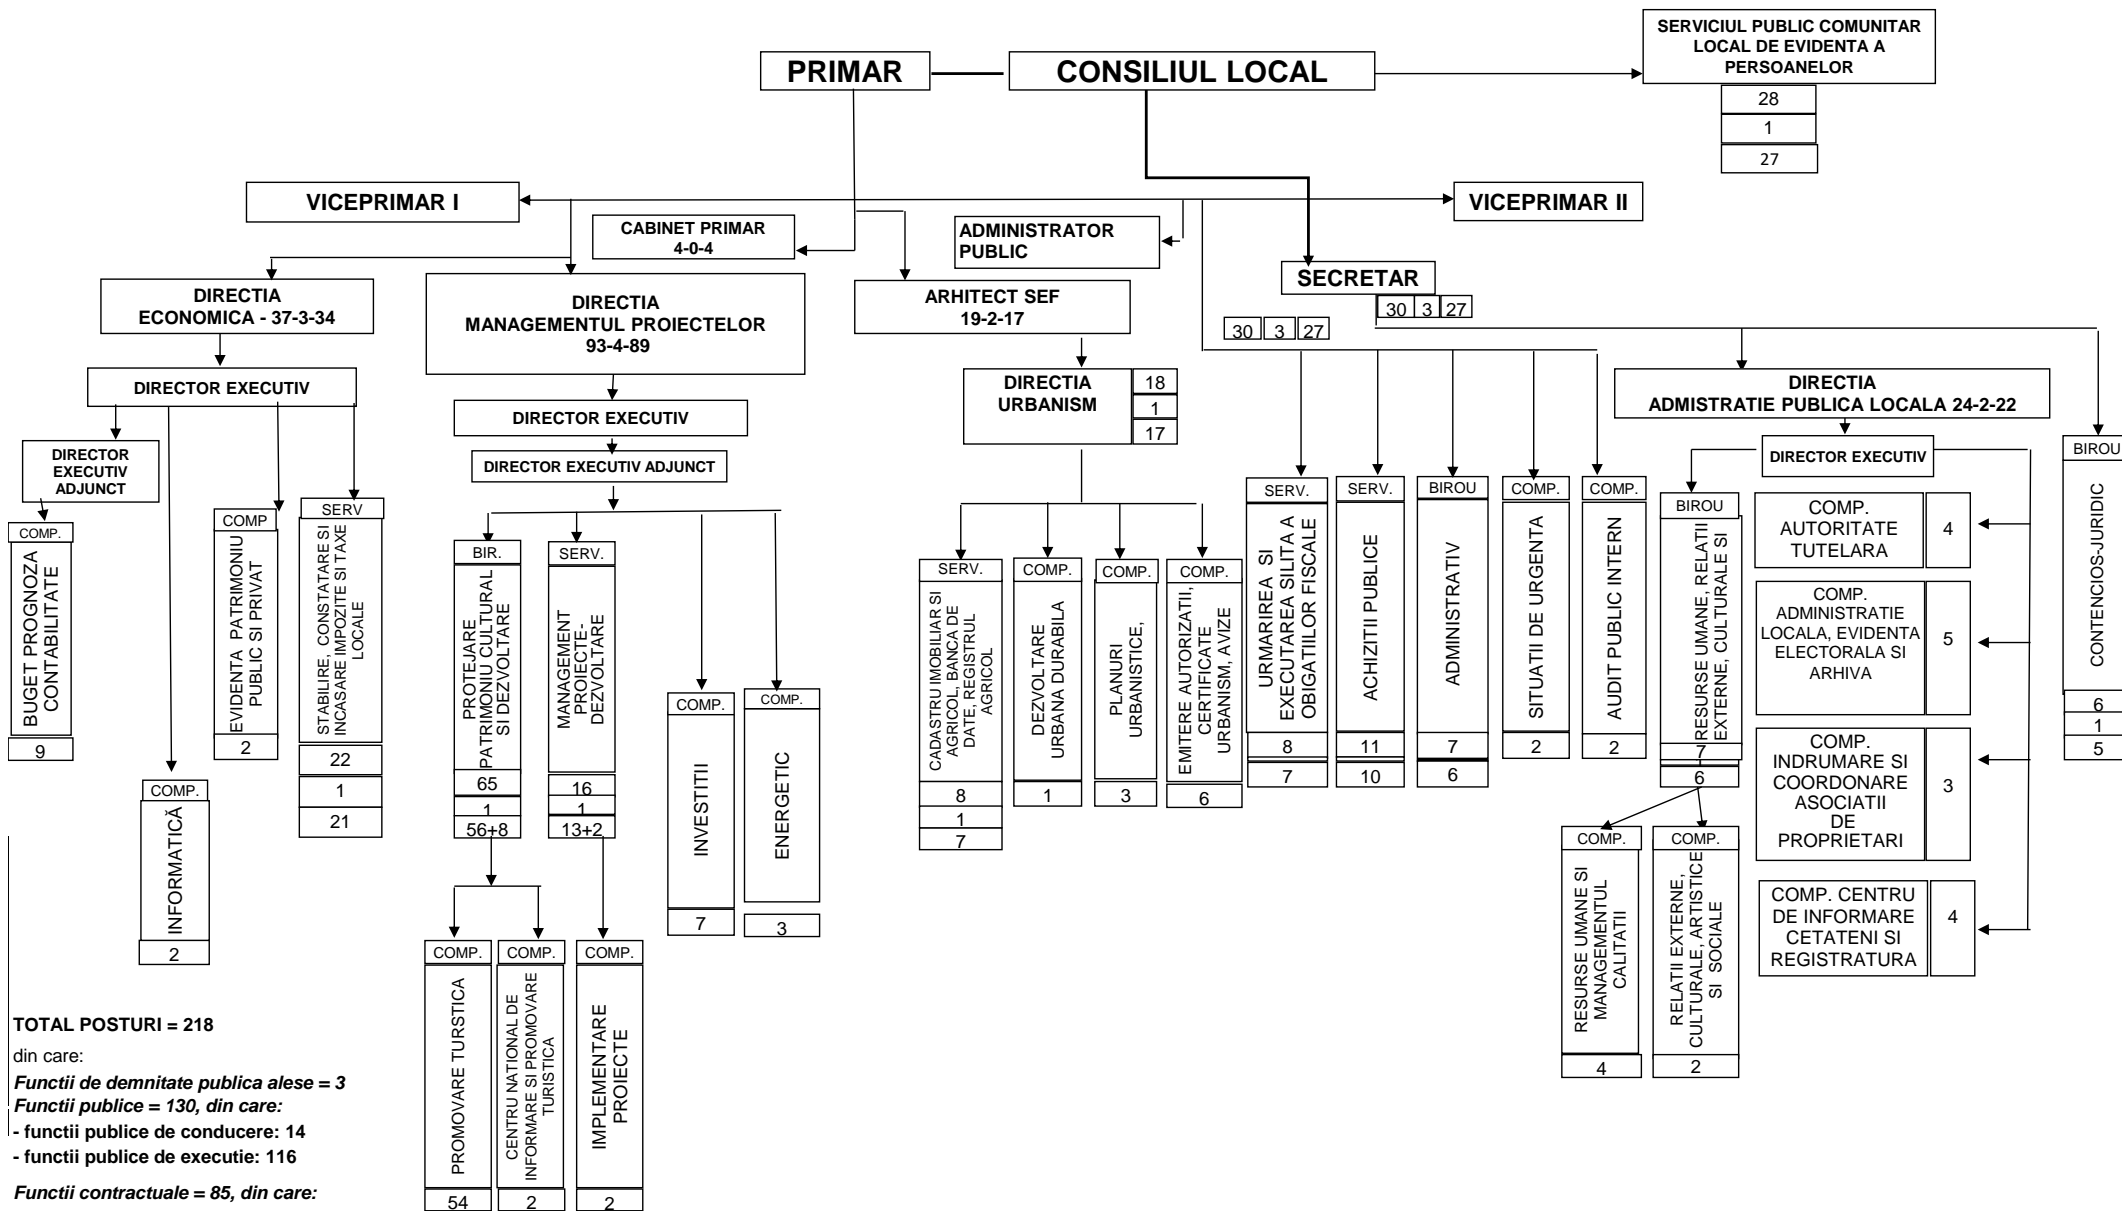 SERVICIUL PUBLIC COMUNITAR
LOCAL DE EVIDENTA A
PERSOANELOR
28
1
27
PRIMAR
CONSILIUL LOCAL
VICEPRIMAR I
VICEPRIMAR II
CABINET PRIMAR
4-0-4
ADMINISTRATOR
PUBLIC
SECRETAR
30 3 27
30 3 27
DIRECTIA
ECONOMICA - 37-3-34
DIRECTIA
MANAGEMENTUL PROIECTELOR
93-4-89
ARHITECT SEF
19-2-17
DIRECTOR EXECUTIV
DIRECTOR
EXECUTIV
ADJUNCT
COMP.
BUGET PROGNOZA
CONTABILITATE
9
COMP.
INFORMATICĂ
2
COMP
EVIDENTA PATRIMONIU
PUBLIC SI PRIVAT
2
SERV
STABILIRE, CONSTATARE SI
INCASARE IMPOZITE SI TAXE
LOCALE
22
1
21
DIRECTOR EXECUTIV
DIRECTOR EXECUTIV ADJUNCT
BIR.
PROTEJARE
PATRIMONIU CULTURAL
SI DEZVOLTARE
65
1
56+8
SERV.
MANAGEMENT
PROIECTE-
DEZVOLTARE
16
1
13+2
COMP.
INVESTITII
7
COMP.
ENERGETIC
3
COMP.
PROMOVARE TURSTICA
54
COMP.
CENTRU NATIONAL DE
INFORMARE SI PROMOVARE
TURISTICA
2
COMP.
IMPLEMENTARE
PROIECTE
2
DIRECTIA
URBANISM
18
1
17
SERV.
CADASTRU IMOBILIAR SI
AGRICOL, BANCA DE
DATE, REGISTRUL
AGRICOL
8
1
7
COMP.
DEZVOLTARE
URBANA DURABILA
1
COMP.
PLANURI
URBANISTICE,
3
COMP.
EMITERE AUTORIZATII,
CERTIFICATE
URBANISM, AVIZE
6
SERV.
URMARIREA SI
EXECUTAREA SILITA A
OBIGATIILOR FISCALE
8
7
SERV.
ACHIZITII PUBLICE
11
10
BIROU
ADMINISTRATIV
7
6
COMP.
SITUATII DE URGENTA
2
COMP.
AUDIT PUBLIC INTERN
2
DIRECTIA
ADMISTRATIE PUBLICA LOCALA 24-2-22
DIRECTOR EXECUTIV
BIROU
RESURSE UMANE, RELATII
EXTERNE, CULTURALE SI
7
1
6
COMP.
RESURSE UMANE SI
MANAGEMENTUL
CALITATII
4
COMP.
RELATII EXTERNE,
CULTURALE, ARTISTICE
SI SOCIALE
2
COMP.
AUTORITATE
TUTELARA
4
COMP.
ADMINISTRATIE
LOCALA, EVIDENTA
ELECTORALA SI
ARHIVA
5
COMP.
INDRUMARE SI
COORDONARE
ASOCIATII
DE
PROPRIETARI
3
COMP. CENTRU
DE INFORMARE
CETATENI SI
REGISTRATURA
4
BIROU
CONTENCIOS-JURIDIC
6
1
5
TOTAL POSTURI = 218
din care:
Functii de demnitate publica alese = 3
Functii publice = 130, din care:
- functii publice de conducere: 14
- functii publice de executie: 116
Functii contractuale = 85, din care: